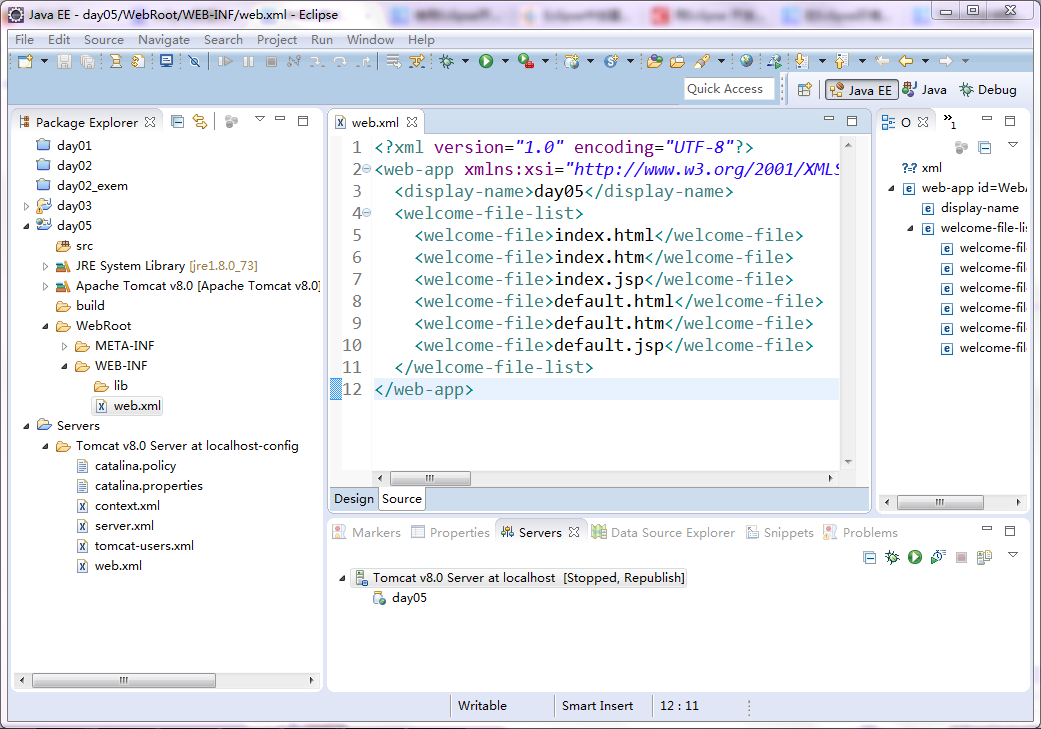 Java EE - day05/WebRoot/WEB-INF/web.xml - Eclipse
File Edit Source Navigate Search Project Run Window Help
Quick Access
Java EE Java Debug
Package Explorer
day01
day02
day02_exem
day03
day05
src
JRE System Library [jre1.8.0_73]
Apache Tomcat v8.0 [Apache Tomcat v8.0]
build
WebRoot
META-INF
WEB-INF
lib
web.xml
Servers
Tomcat v8.0 Server at localhost-config
catalina.policy
catalina.properties
context.xml
server.xml
tomcat-users.xml
web.xml
web.xml
1 <?xml version="1.0" encoding="UTF-8"?>
2 <web-app xmlns:xsi="http://www.w3.org/2001/XMLS
3 <display-name>day05</display-name>
4 <welcome-file-list>
5 <welcome-file>index.html</welcome-file>
6 <welcome-file>index.htm</welcome-file>
7 <welcome-file>index.jsp</welcome-file>
8 <welcome-file>default.html</welcome-file>
9 <welcome-file>default.htm</welcome-file>
10 <welcome-file>default.jsp</welcome-file>
11 </welcome-file-list>
12 </web-app>
Design Source
O
1
?-? xml
web-app id=WebA
display-name
welcome-file-lis
welcome-fil
welcome-fil
welcome-fil
welcome-fil
welcome-fil
welcome-fil
Markers Properties Servers Data Source Explorer Snippets Problems
Tomcat v8.0 Server at localhost [Stopped, Republish]
day05
Writable Smart Insert 12 : 11